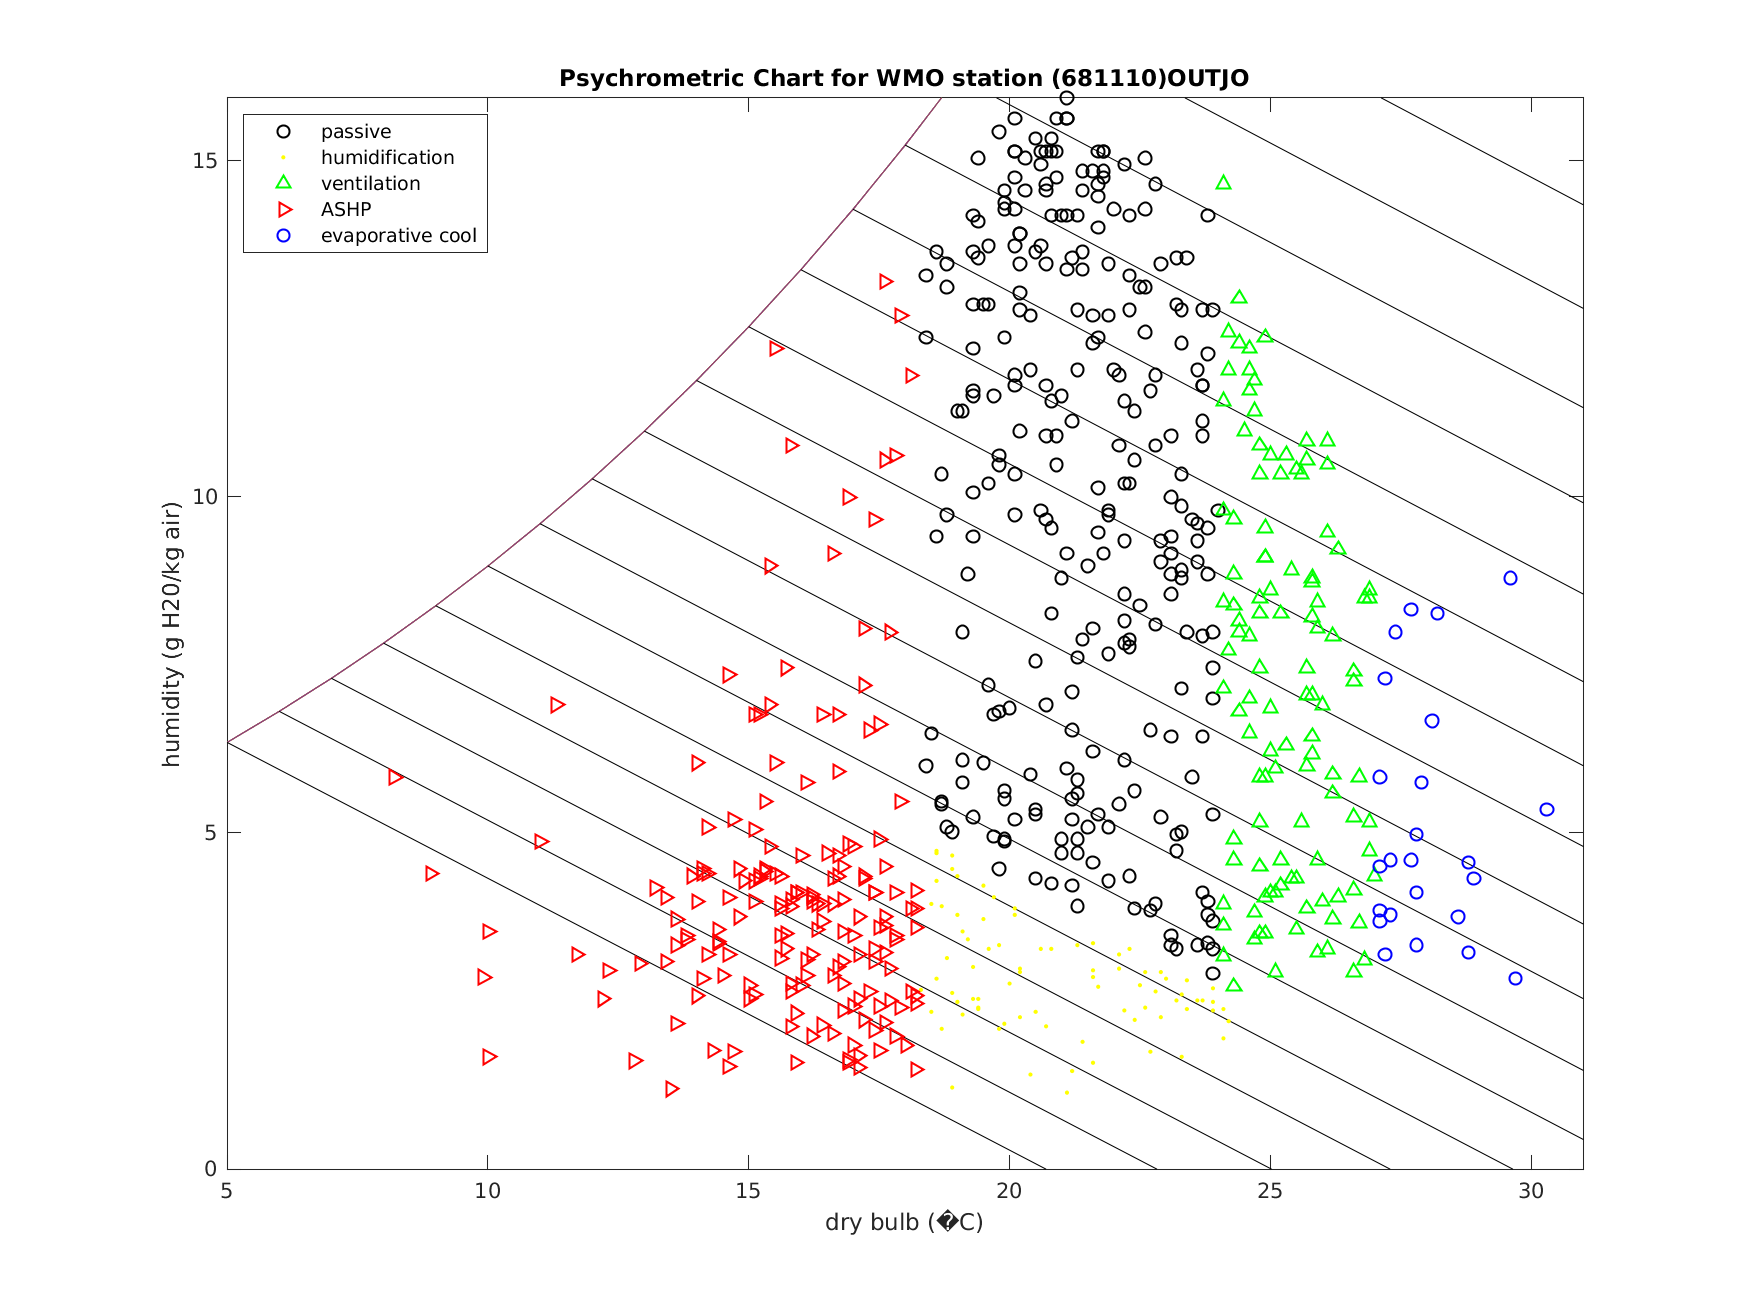 Psychrometric Chart for WMO station (681110)OUTJO
passive
humidification
ventilation
ASHP
evaporative cool
15
10
5
0
humidity (g H20/kg air)
5 10 15 20 25 30
dry bulb (�C)